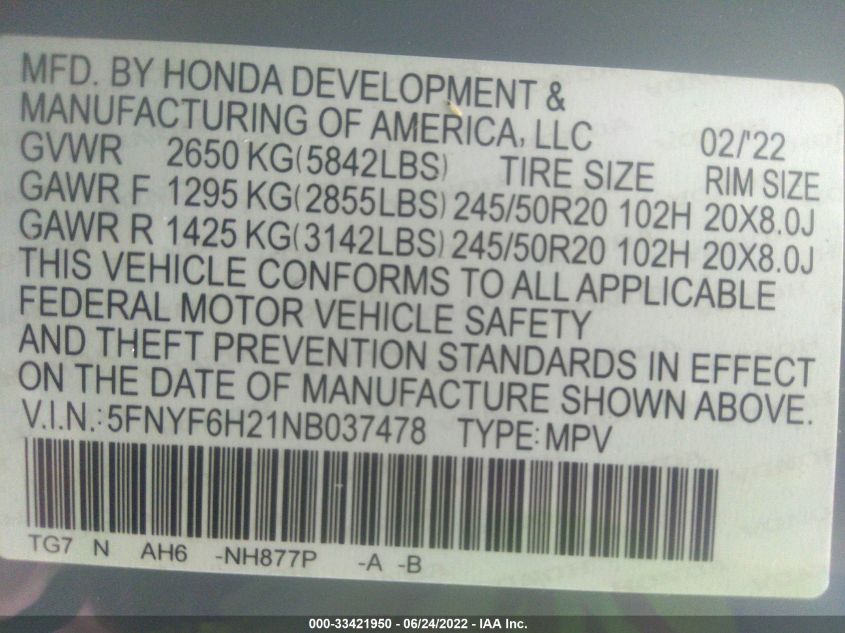 MFD. BY HONDA DEVELOPMENT &
MANUFACTURING OF AMERICA, LLC 02/'22
GVWR 2650 KG(5842LBS) TIRE SIZE RIM SIZE
GAWR F 1295 KG(2855LBS) 245/50R20 102H 20X8.0J
GAWR R 1425 KG(3142LBS) 245/50R20 102H 20X8.0J
THIS VEHICLE CONFORMS TO ALL APPLICABLE
FEDERAL MOTOR VEHICLE SAFETY
AND THEFT PREVENTION STANDARDS IN EFFECT
ON THE DATE OF MANUFACTURE SHOWN ABOVE.
V.I.N.: 5FNYF6H21NB037478 TYPE: MPV
TG7 N AH6 -NH877P -A -B
000-33421950 - 06/24/2022 - IAA Inc.